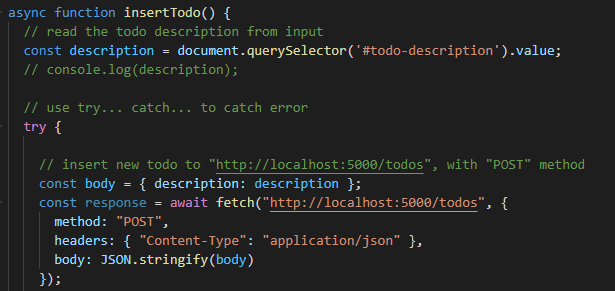 async function insertTodo() {
// read the todo description from input
const description = document.querySelector('#todo-description').value;
// console.log(description);
// use try... catch... to catch error
try {
// insert new todo to "http://localhost:5000/todos", with "POST" method
const body = { description: description };
const response = await fetch("http://localhost:5000/todos", {
method: "POST",
headers: { "Content-Type": "application/json" },
body: JSON.stringify(body)
});